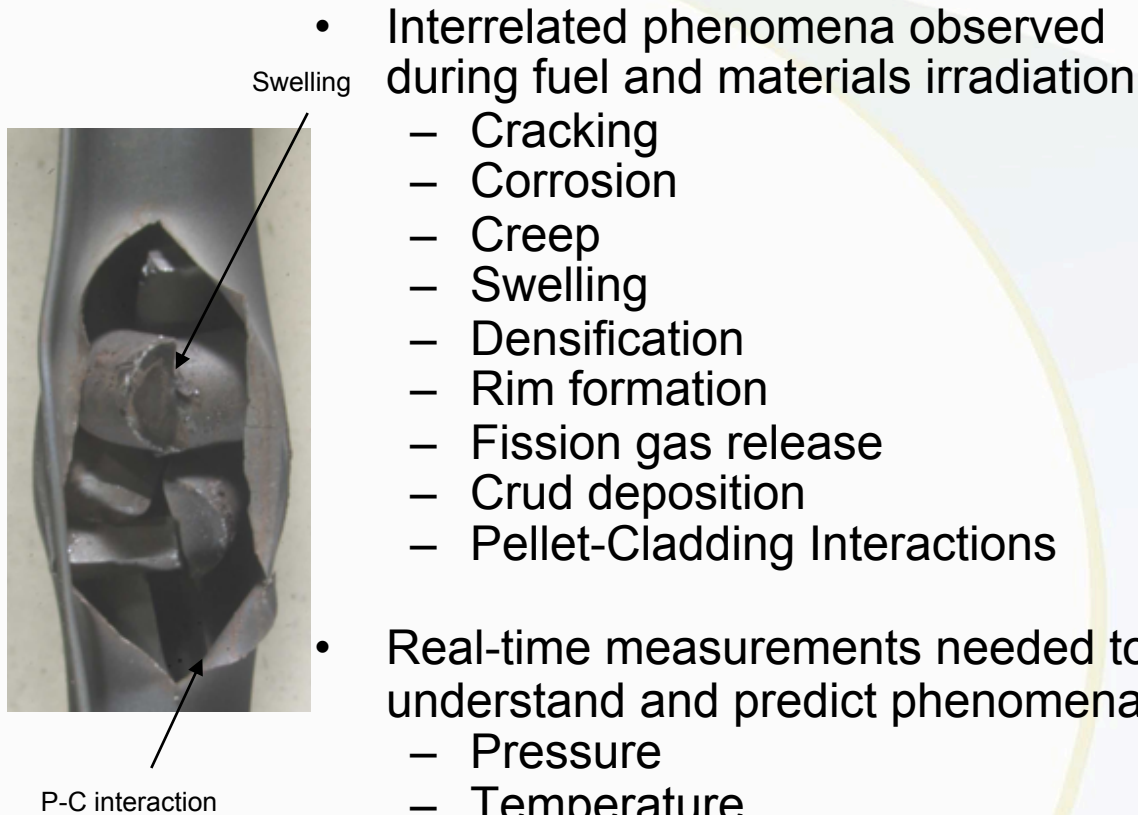 • Interrelated phenomena observed
Swelling
during fuel and materials irradiation
– Cracking
– Corrosion
– Creep
– Swelling
– Densification
– Rim formation
– Fission gas release
– Crud deposition
– Pellet-Cladding Interactions
• Real-time measurements needed to
understand and predict phenomena
– Pressure
P-C interaction
– Temperature